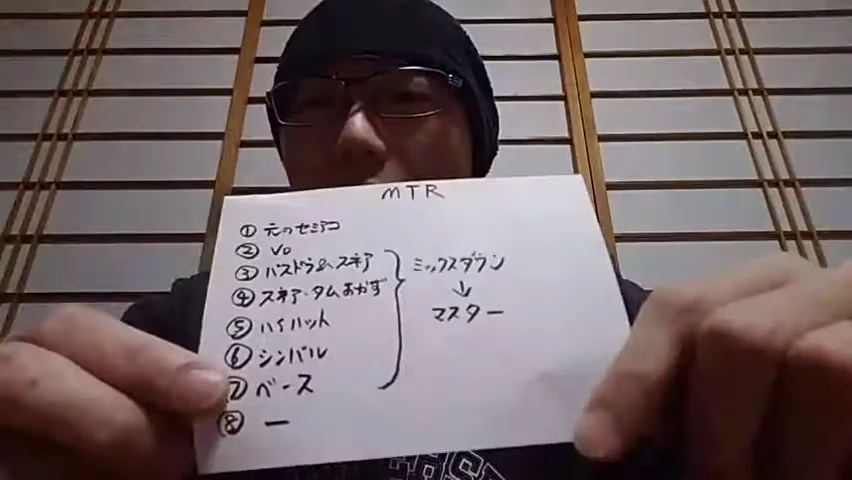 MTR
① 元のセミアコ
② Vo
③ バスドラ&スネア
④ スネア・タムおかず
⑤ ハイハット
⑥ シンバル
⑦ ベース
⑧ ー
ミックスダウン
↓
マスター